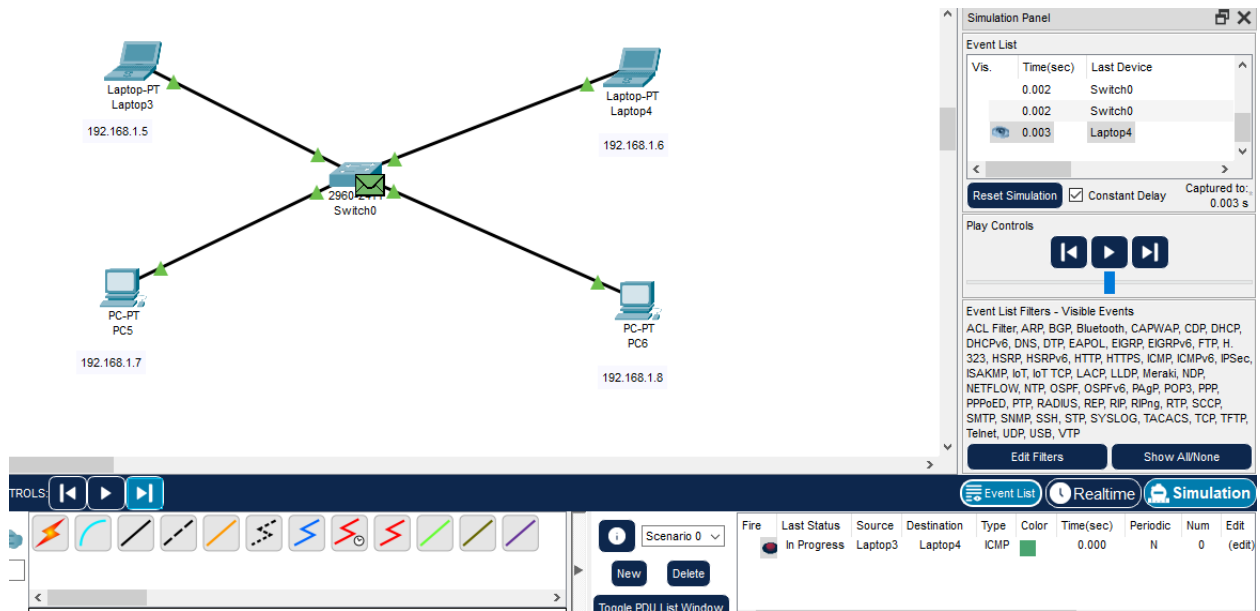 Laptop-PT
Laptop3
192.168.1.5
Laptop-PT
Laptop4
192.168.1.6
Switch0
PC-PT
PC5
192.168.1.7
PC-PT
PC6
192.168.1.8
Simulation Panel
Event List
Vis. Time(sec) Last Device
0.002 Switch0
0.002 Switch0
0.003 Laptop4
Reset Simulation Constant Delay
Captured to:
0.003 s
Play Controls
Event List Filters - Visible Events
ACL Filter, ARP, BGP, Bluetooth, CAPWAP, CDP, DHCP,
DHCPv6, DNS, DTP, EAPOL, EIGRP, EIGRPv6, FTP, H.
323, HSRP, HSRPv6, HTTP, HTTPS, ICMP, ICMPv6, IPSec,
ISAKMP, IoT, IoT TCP, LACP, LLDP, Meraki, NDP,
NETFLOW, NTP, OSPF, OSPFv6, PAgP, POP3, PPP,
PPPoED, PTP, RADIUS, REP, RIP, RIPng, RTP, SCCP,
SMTP, SNMP, SSH, STP, SYSLOG, TACACS, TCP, TFTP,
Telnet, UDP, USB, VTP
Edit Filters Show All/None
TROLS:
Event List Realtime Simulation
Scenario 0
New Delete
Toggle PDU List Window
Fire Last Status Source Destination Type Color Time(sec) Periodic Num Edit
In Progress Laptop3 Laptop4 ICMP 0.000 N 0 (edit)